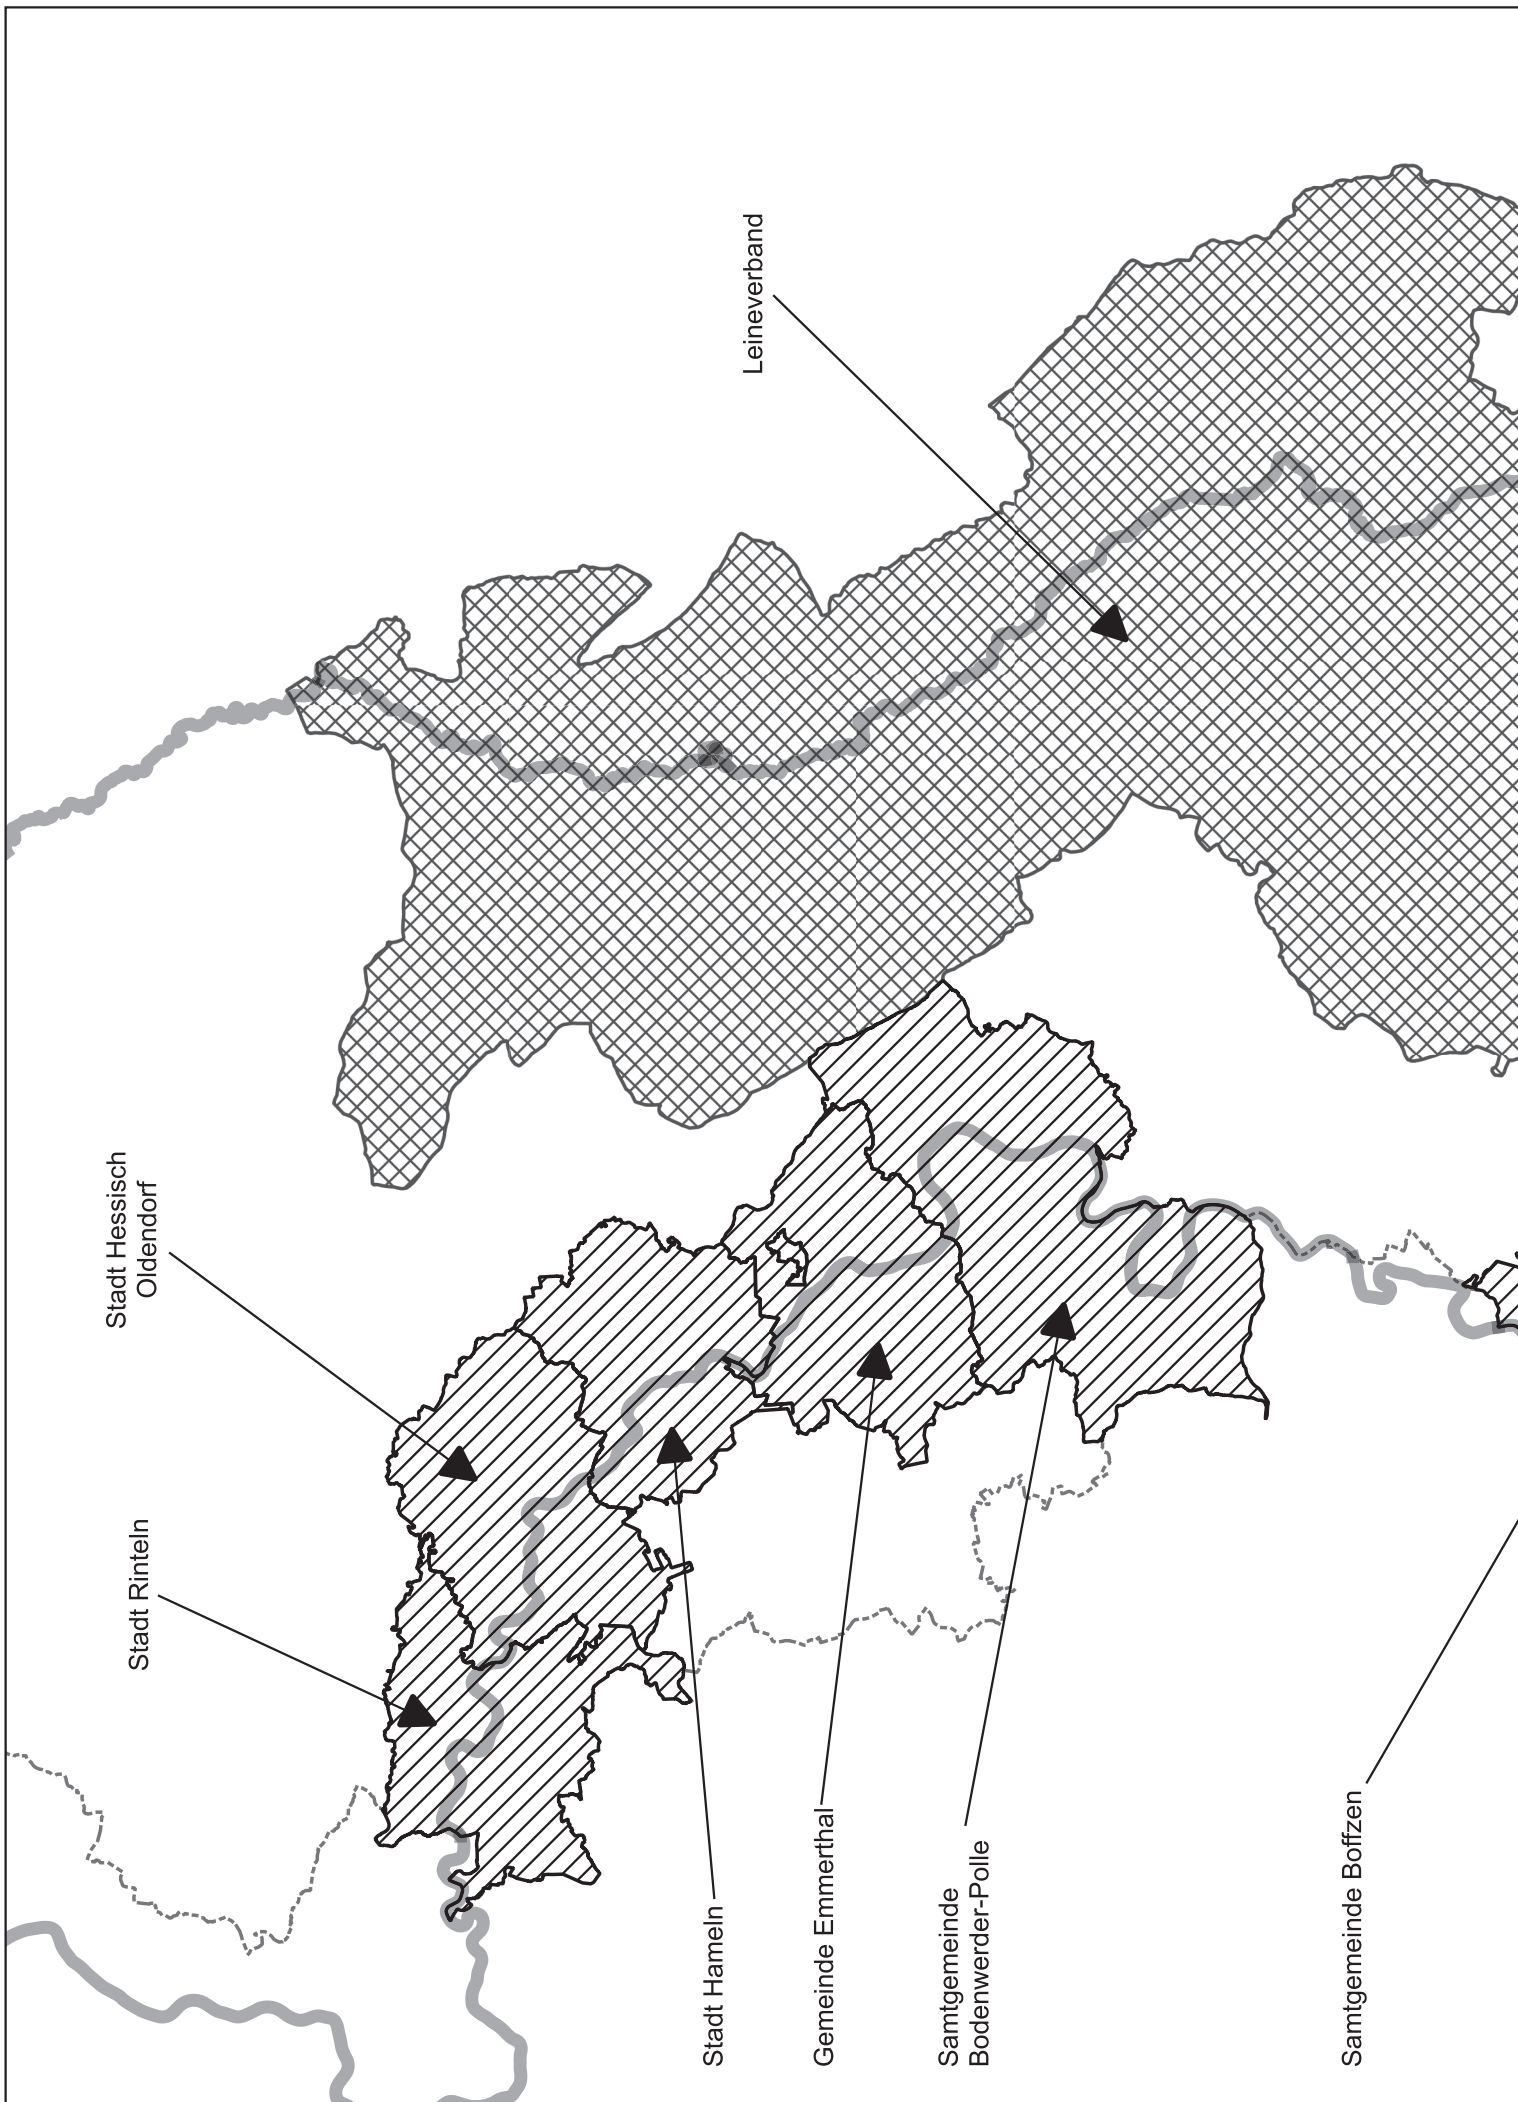 Stadt Hessisch
Oldendorf
Stadt Rinteln
Leineverband
Stadt Hameln
Gemeinde Emmerthal
Samtgemeinde
Bodenwerder-Polle
Samtgemeinde Boffzen